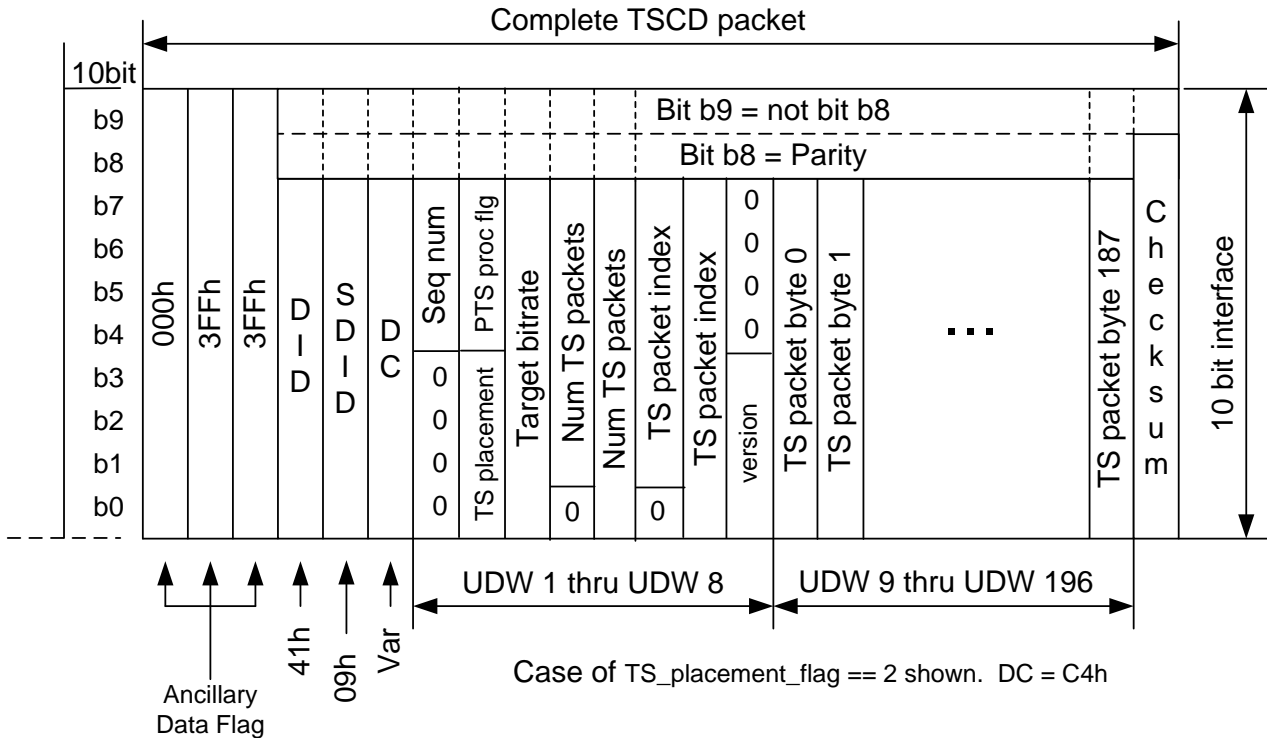 Complete TSCD packet
10bit
b9
b8
b7
b6
b5
b4
b3
b2
b1
b0
Bit b9 = not bit b8
Bit b8 = Parity
000h
3FFh
3FFh
DID
SDID
DC
Seq num
0
0
0
0
PTS proc flg
TS placement
Target bitrate
Num TS packets
0
Num TS packets
TS packet index
0
TS packet index
0
0
0
0
version
TS packet byte 0
TS packet byte 1
...
TS packet byte 187
Checksum
10 bit interface
UDW 1 thru UDW 8
UDW 9 thru UDW 196
Ancillary
Data Flag
41h
09h
Var
Case of TS_placement_flag == 2 shown. DC = C4h